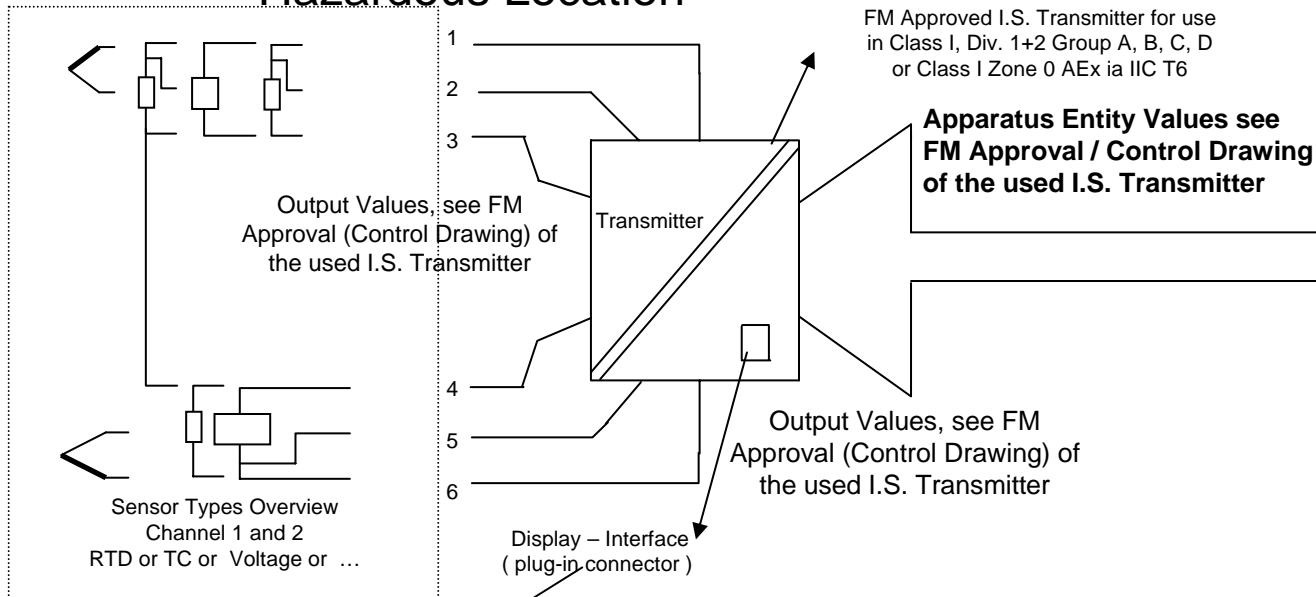 Hazardous Location
FM Approved I.S. Transmitter for use
in Class I, Div. 1+2 Group A, B, C, D
or Class I Zone 0 AEx ia IIC T6
1
2
3
Apparatus Entity Values see
FM Approval / Control Drawing
of the used I.S. Transmitter
Output Values, see FM
Approval (Control Drawing) of
the used I.S. Transmitter
Transmitter
4
5
6
Output Values, see FM
Approval (Control Drawing) of
the used I.S. Transmitter
Sensor Types Overview
Channel 1 and 2
RTD or TC or Voltage or …
Display – Interface
( plug-in connector )